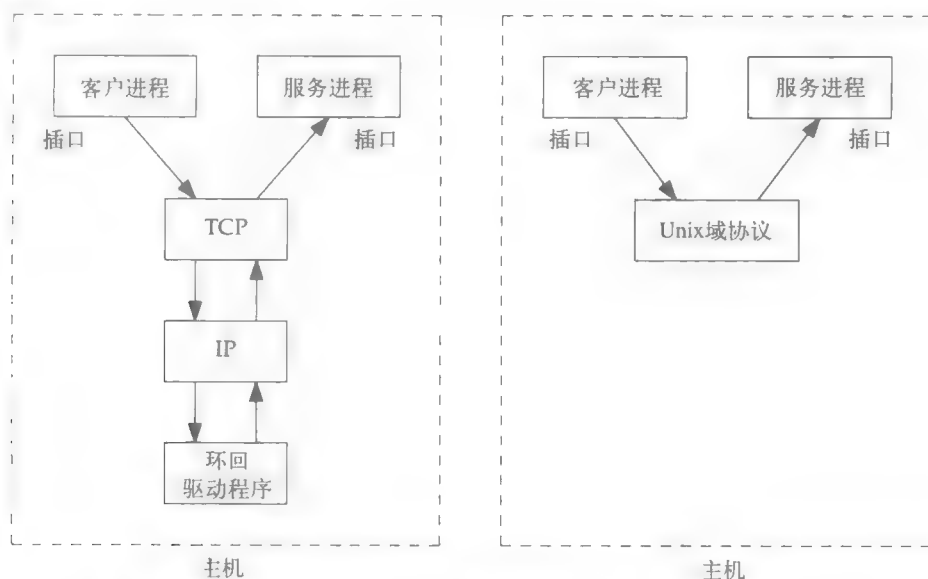 客户进程
服务进程
插口
插口
TCP
IP
环回
驱动程序
主机
客户进程
服务进程
插口
插口
Unix域协议
主机